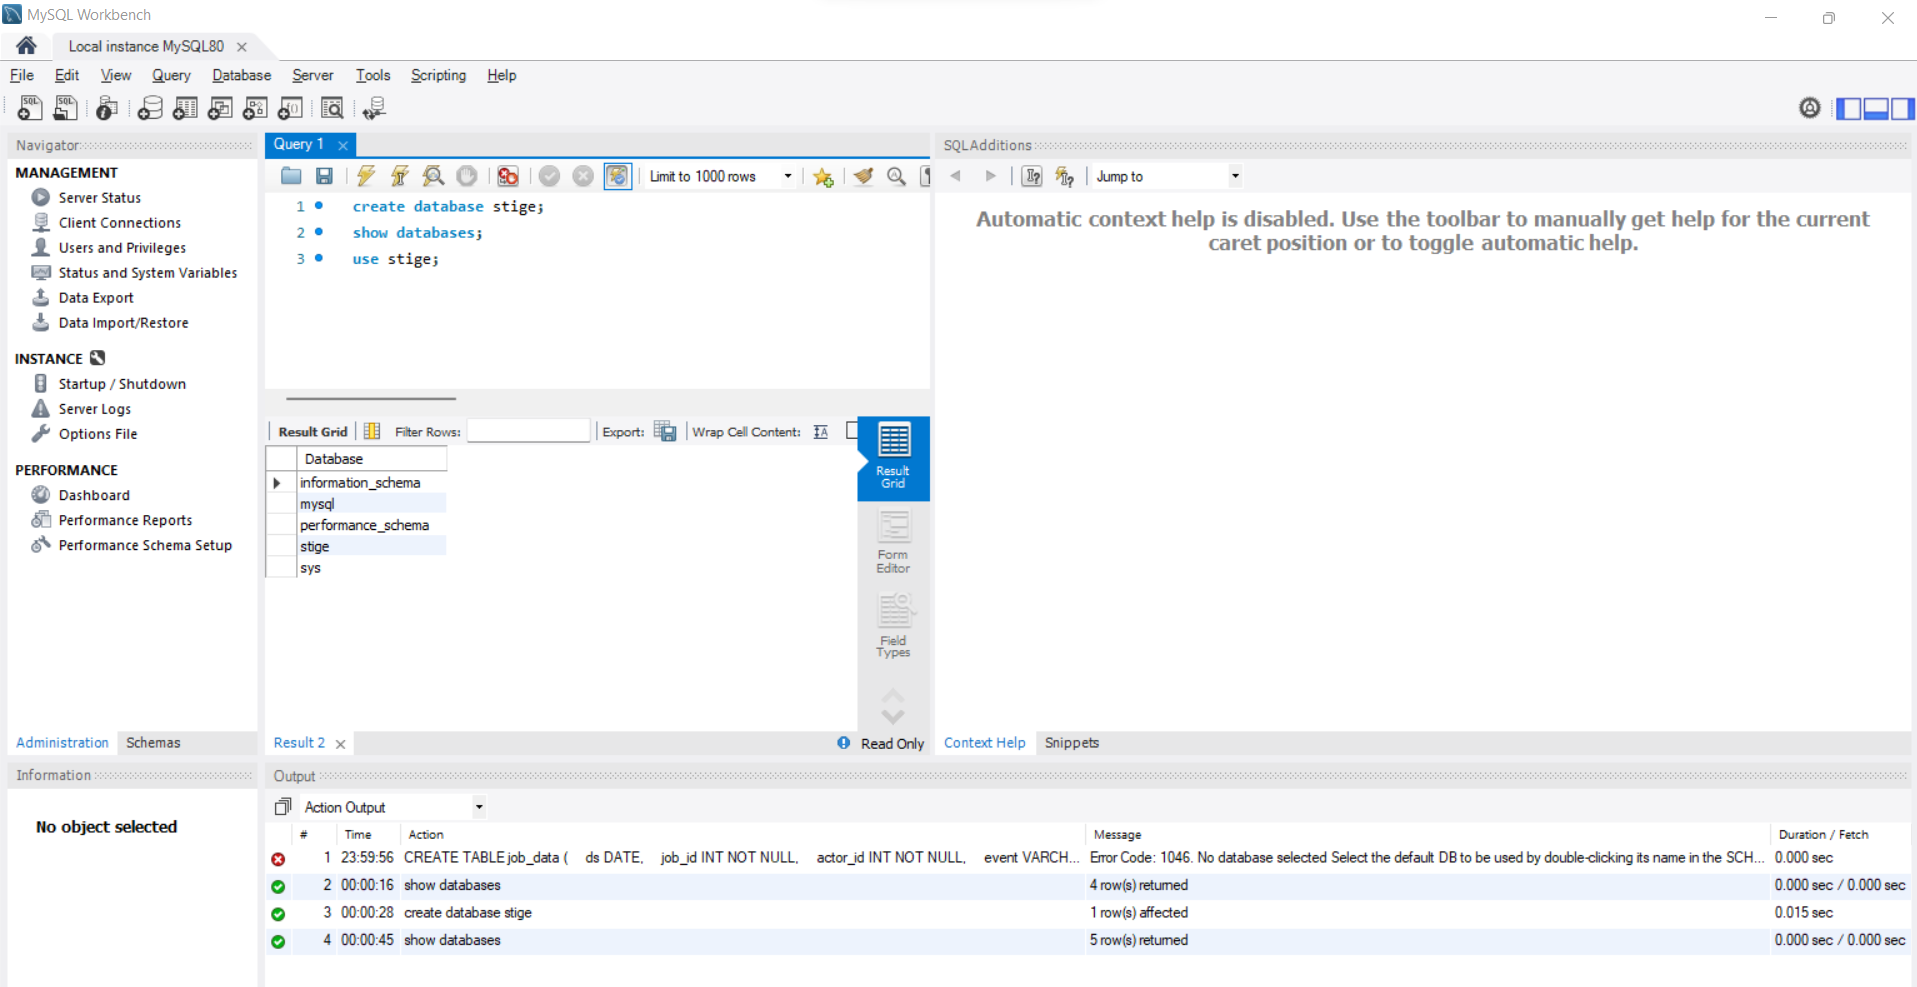 MySQL Workbench
Local instance MySQL80
File Edit View Query Database Server Tools Scripting Help
Navigator
MANAGEMENT
Server Status
Client Connections
Users and Privileges
Status and System Variables
Data Export
Data Import/Restore
INSTANCE
Startup / Shutdown
Server Logs
Options File
PERFORMANCE
Dashboard
Performance Reports
Performance Schema Setup
Administration Schemas
Information
No object selected
Query 1
Limit to 1000 rows
1 create database stige;
2 show databases;
3 use stige;
Result Grid Filter Rows: Export: Wrap Cell Content:
Database
information_schema
mysql
performance_schema
stige
sys
Result
Grid
Form
Editor
Field
Types
Result 2 Read Only
SQLAdditions
Jump to
Automatic context help is disabled. Use the toolbar to manually get help for the current
caret position or to toggle automatic help.
Context Help Snippets
Output
Action Output
# Time Action Message Duration / Fetch
1 23:59:56 CREATE TABLE job_data ( ds DATE, job_id INT NOT NULL, actor_id INT NOT NULL, event VARCH... Error Code: 1046. No database selected Select the default DB to be used by double-clicking its name in the SCH... 0.000 sec
2 00:00:16 show databases 4 row(s) returned 0.000 sec / 0.000 sec
3 00:00:28 create database stige 1 row(s) affected 0.015 sec
4 00:00:45 show databases 5 row(s) returned 0.000 sec / 0.000 sec